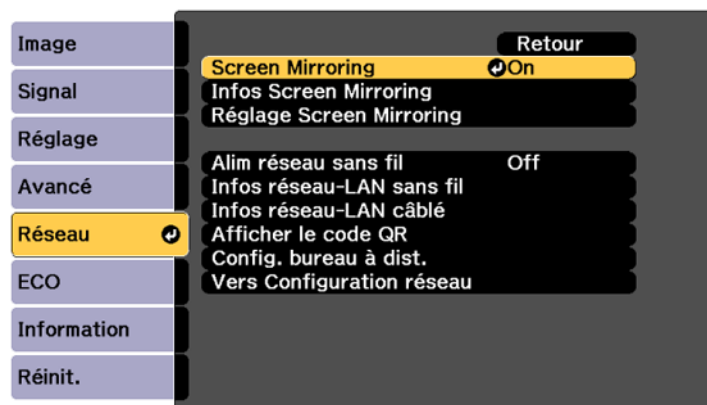 Image
Signal
Réglage
Avancé
Réseau
ECO
Information
Réinit.
Retour
Screen Mirroring On
Infos Screen Mirroring
Réglage Screen Mirroring
Alim réseau sans fil Off
Infos réseau-LAN sans fil
Infos réseau-LAN câblé
Afficher le code QR
Config. bureau à dist.
Vers Configuration réseau